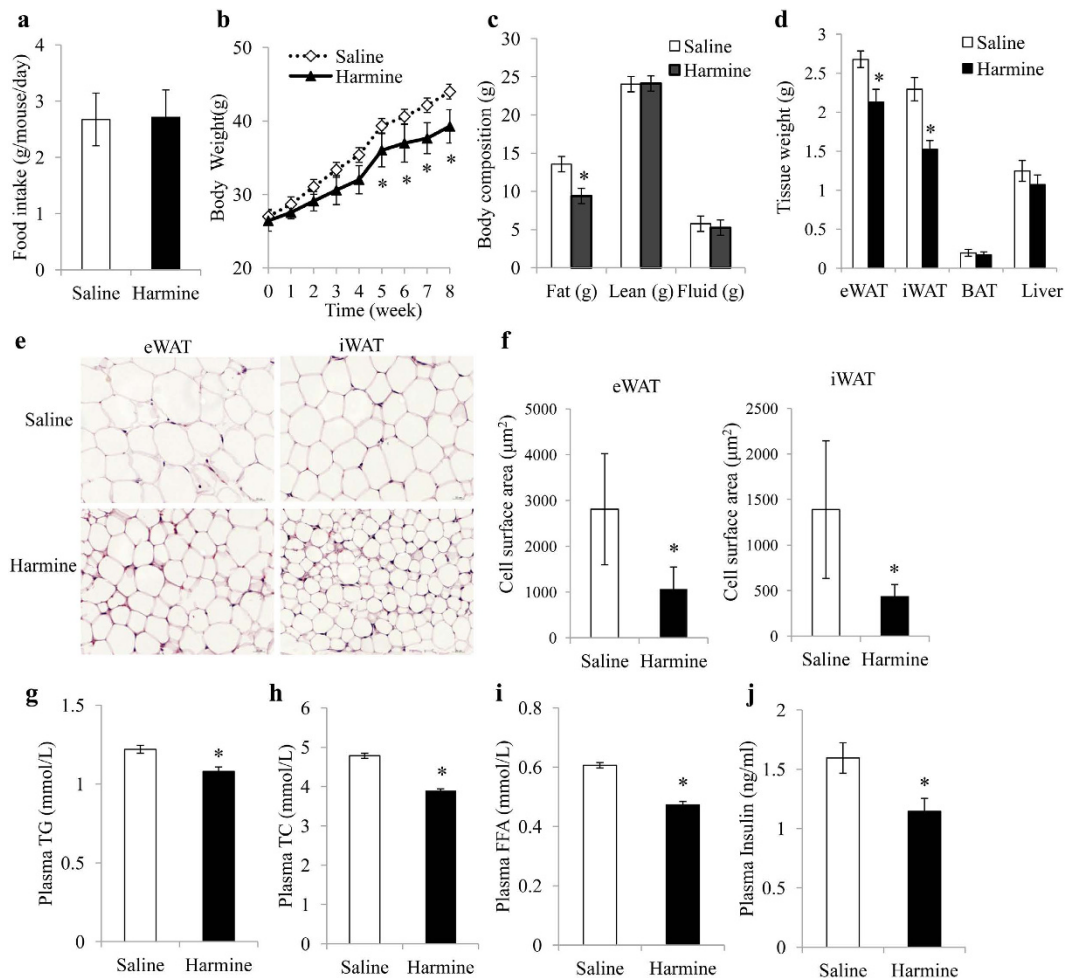 a
Food intake (g/mouse/day)
4
3
2
1
0
Saline Harmine
b
Body Weight(g)
50
40
30
20
Saline
Harmine
* * * *
0 1 2 3 4 5 6 7 8
Time (week)
c
Body composition (g)
30
25
20
15
10
5
0
Saline
Harmine
*
Fat (g) Lean (g) Fluid (g)
d
Tissue weight (g)
3
2.5
2
1.5
1
0.5
0
Saline
Harmine
*
*
eWAT iWAT BAT Liver
e
eWAT iWAT
Saline
Harmine
f
eWAT
Cell surface area (µm²)
5000
4000
3000
2000
1000
0
*
Saline Harmine
iWAT
Cell surface area (µm²)
2500
2000
1500
1000
500
0
*
Saline Harmine
g
Plasma TG (mmol/L)
1.5
1
0.5
0
*
Saline Harmine
h
Plasma TC (mmol/L)
6
5
4
3
2
1
0
*
Saline Harmine
i
Plasma FFA (mmol/L)
0.8
0.6
0.4
0.2
0
*
Saline Harmine
j
Plasma Insulin (ng/ml)
2
1.5
1
0.5
0
*
Saline Harmine